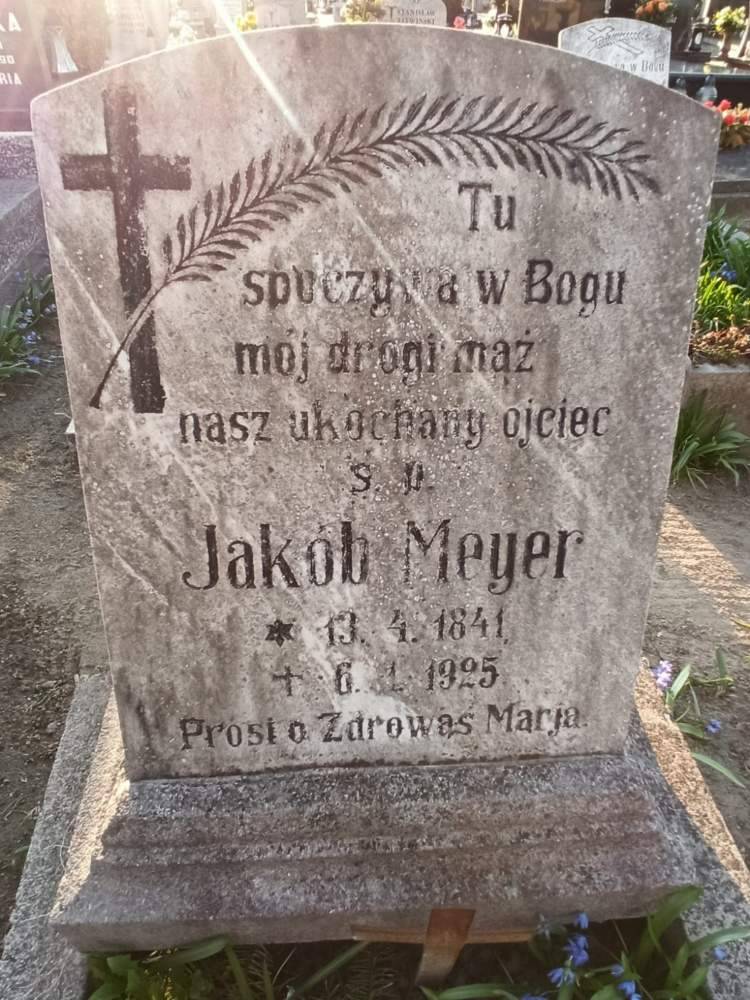 Tu
spoczywa w Bogu
mój drogi mąż
nasz ukochany ojciec
ś. p.
Jakób Meyer
* 13. 4. 1841.
+ 6. 1. 1925
Prosi o Zdrowaś Marja.